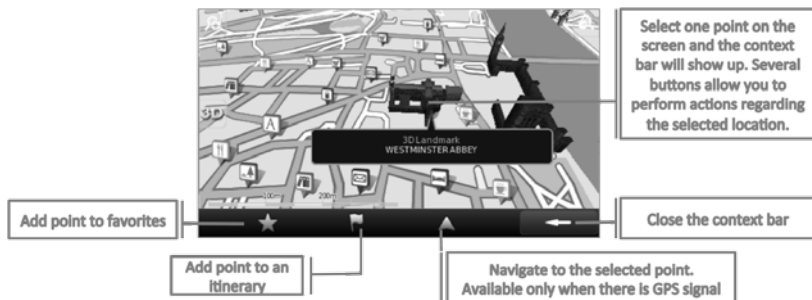 Select one point on the
screen and the context
bar will show up. Several
buttons allow you to
perform actions regarding
the selected location.
3D
A
3D Landmark
WESTMINSTER ABBEY
100m
200m
Add point to favorites
Close the context bar
Add point to an
itinerary
Navigate to the selected point.
Available only when there is GPS signal